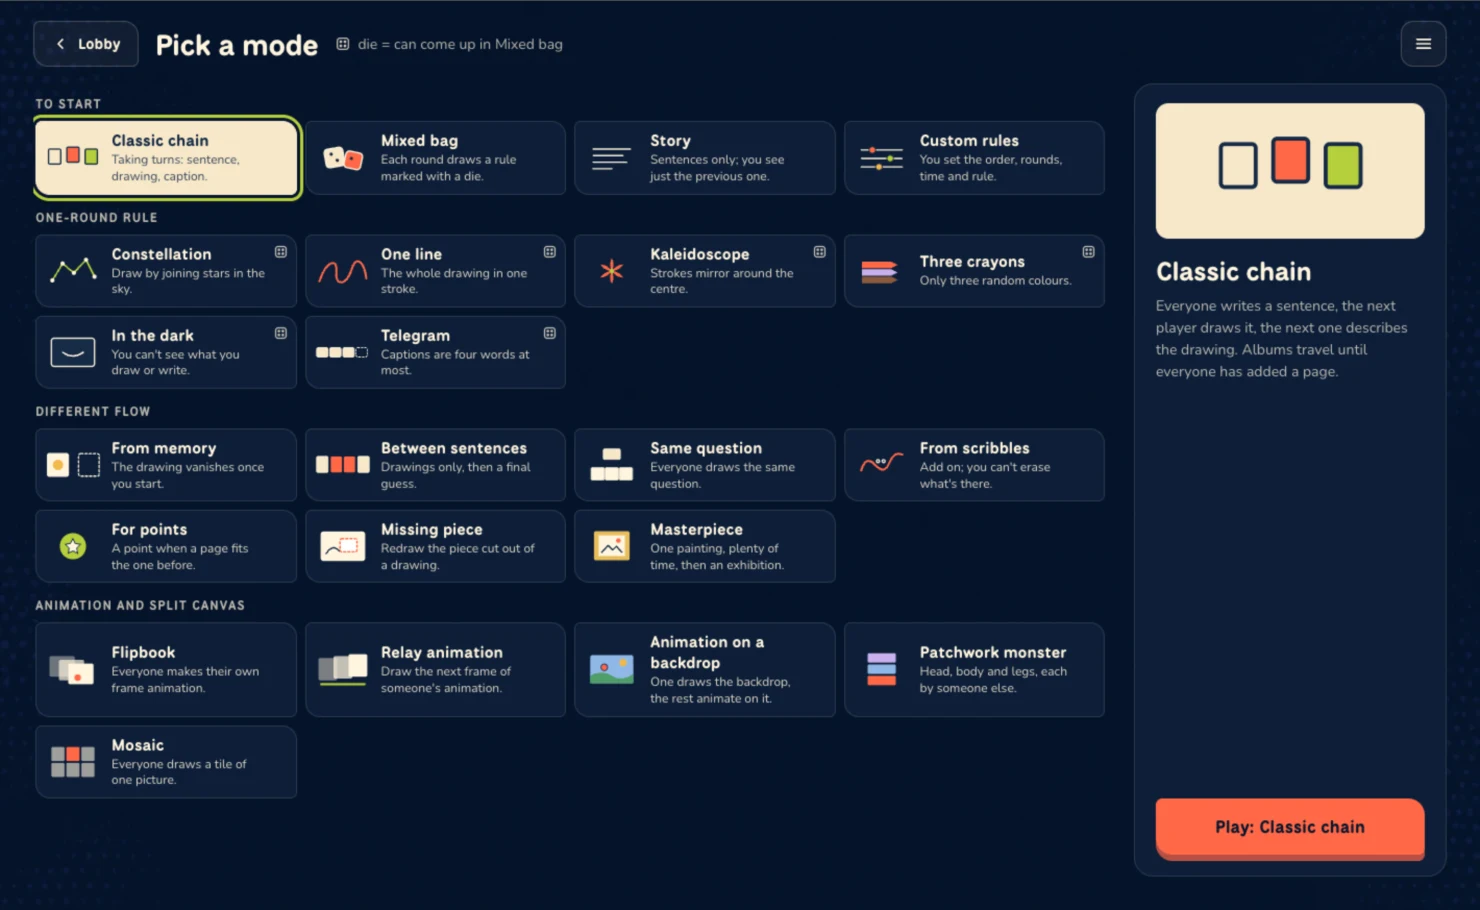 Lobby
Pick a mode
die = can come up in Mixed bag
TO START
Classic chain
Taking turns: sentence,
drawing, caption.
Mixed bag
Each round draws a rule
marked with a die.
Story
Sentences only; you see
just the previous one.
Custom rules
You set the order, rounds,
time and rule.
ONE-ROUND RULE
Constellation
Draw by joining stars in the
sky.
One line
The whole drawing in one
stroke.
Kaleidoscope
Strokes mirror around the
centre.
Three crayons
Only three random colours.
In the dark
You can't see what you
draw or write.
Telegram
Captions are four words at
most.
DIFFERENT FLOW
From memory
The drawing vanishes once
you start.
Between sentences
Drawings only, then a final
guess.
Same question
Everyone draws the same
question.
From scribbles
Add on; you can't erase
what's there.
For points
A point when a page fits
the one before.
Missing piece
Redraw the piece cut out of
a drawing.
Masterpiece
One painting, plenty of
time, then an exhibition.
ANIMATION AND SPLIT CANVAS
Flipbook
Everyone makes their own
frame animation.
Relay animation
Draw the next frame of
someone's animation.
Animation on a
backdrop
One draws the backdrop,
the rest animate on it.
Patchwork monster
Head, body and legs, each
by someone else.
Mosaic
Everyone draws a tile of
one picture.
Classic chain
Everyone writes a sentence, the next
player draws it, the next one describes
the drawing. Albums travel until
everyone has added a page.
Play: Classic chain